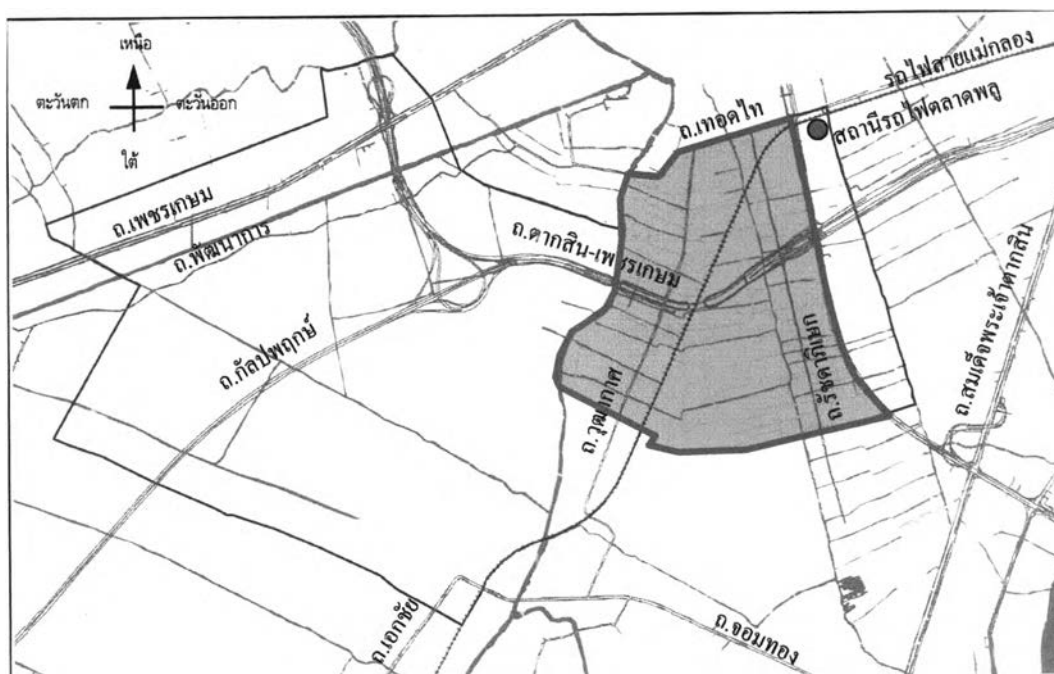 เหนือ
ตะวันตก
ตะวันออก
ใต้
รถไฟสายแม่กลอง
สถานีรถไฟตลาดพลู
ถ.เทอดไท
ถ.เพชรเกษม
ถ.พัฒนาการ
ถ.ตากสิน-เพชรเกษม
ถ.กัลปพฤกษ์
ถ.วุฒากาศ
ถ.รัชดาภิเษก
ถ.สมเด็จพระเจ้าตากสิน
ถ.เอกชัย
ถ.จอมทอง